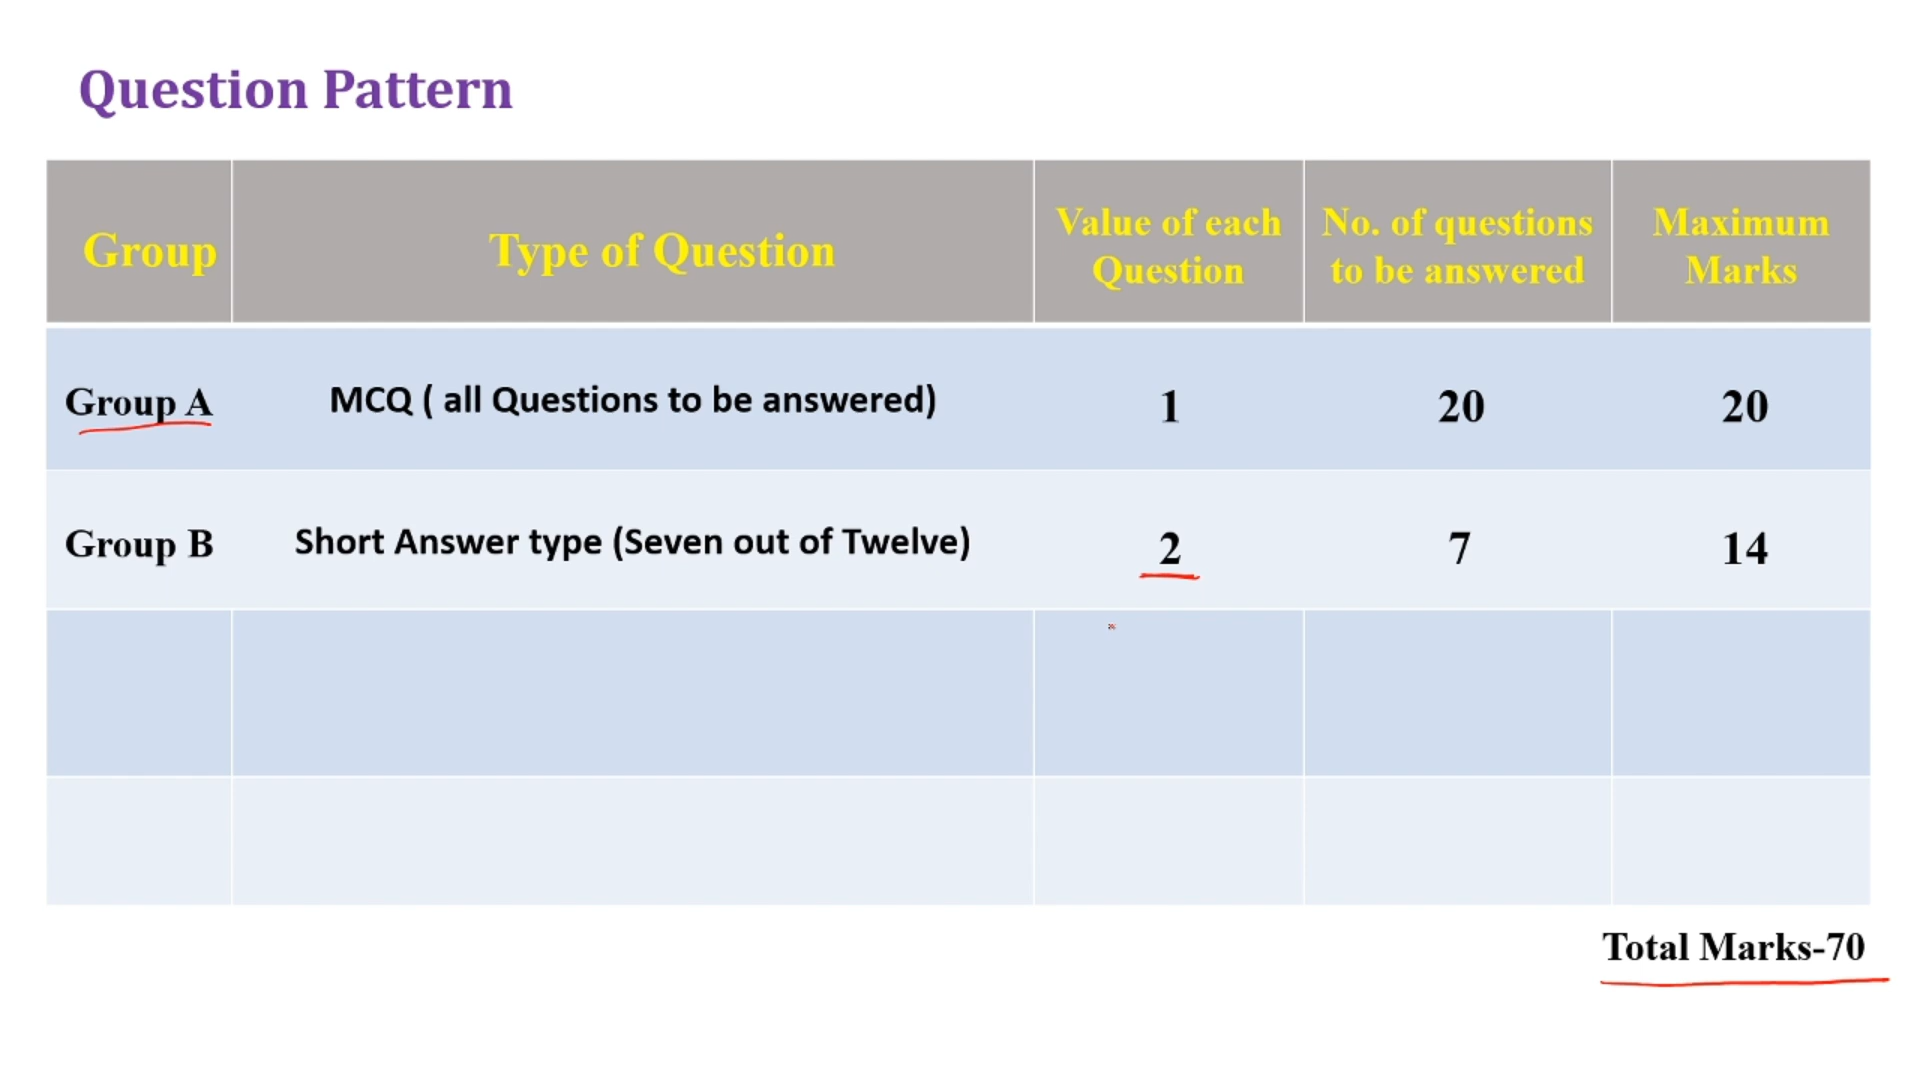 Question Pattern
Group
Type of Question
Value of each
Question
No. of questions
to be answered
Maximum
Marks
Group A
MCQ ( all Questions to be answered)
1
20
20
Group B
Short Answer type (Seven out of Twelve)
2
7
14
Total Marks-70